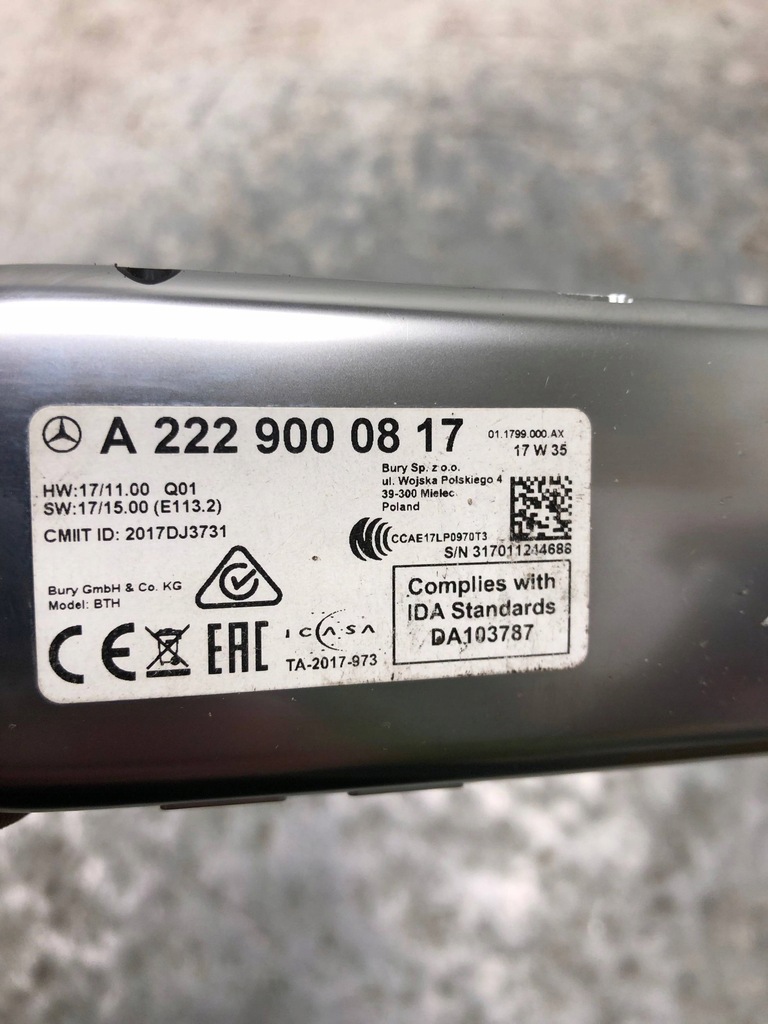 A 222 900 08 17
01.1799.000.AX
17 W 35
HW:17/11.00 Q01
SW:17/15.00 (E113.2)
CMIIT ID: 2017DJ3731
Bury Sp. z o.o.
ul. Wojska Polskiego 4
39-300 Mielec
Poland
CCAE17LP0970T3
S/N 317011244688
Bury GmbH & Co. KG
Model: BTH
CE
EAC
ICASA
TA-2017-973
Complies with
IDA Standards
DA103787